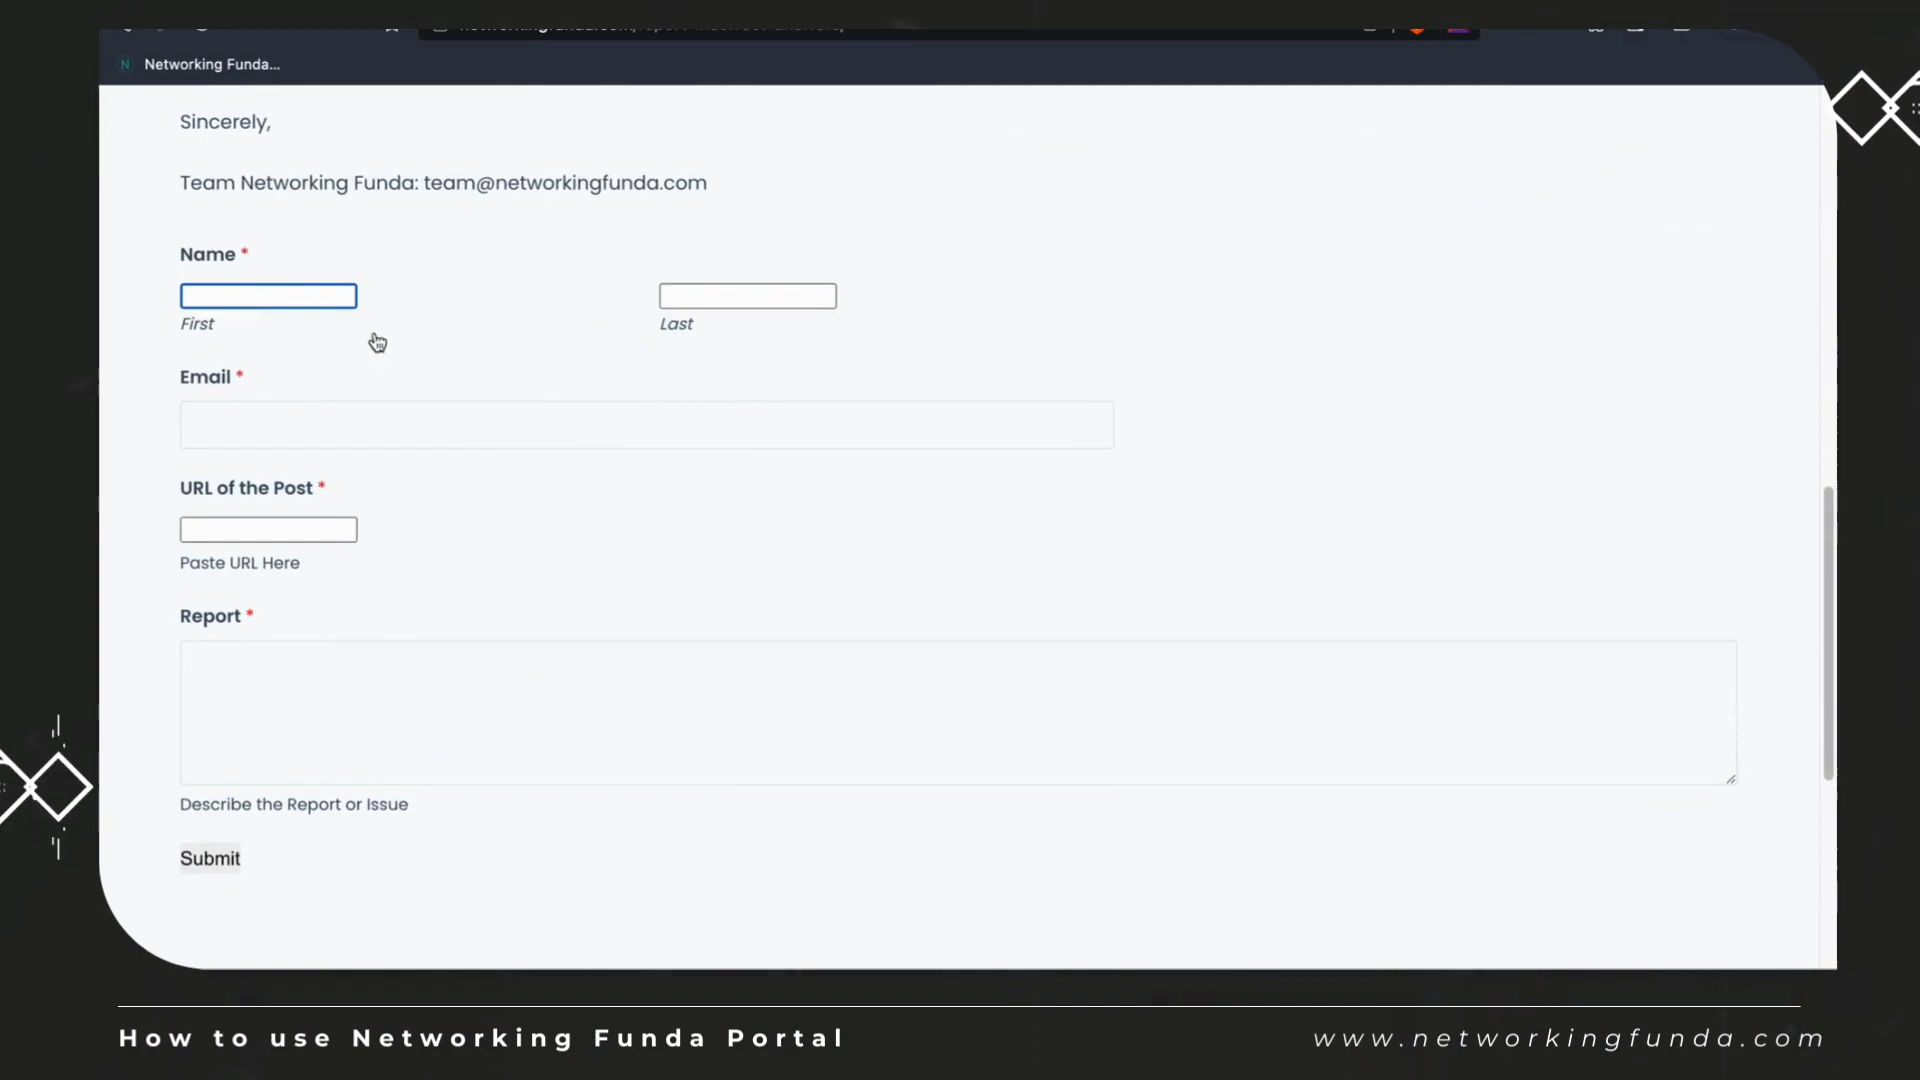 N Networking Funda...
Sincerely,
Team Networking Funda: team@networkingfunda.com
Name *
First
Last
Email *
URL of the Post *
Paste URL Here
Report *
Describe the Report or Issue
Submit
How to use Networking Funda Portal
www.networkingfunda.com